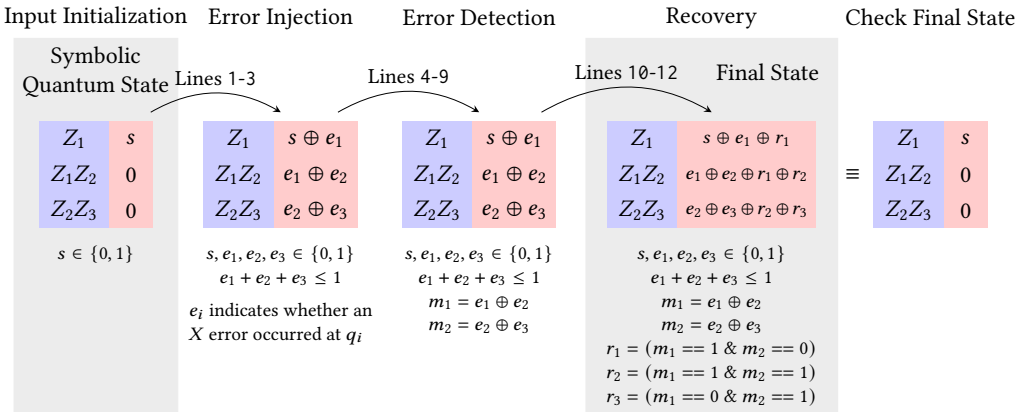 Input Initialization
Error Injection
Error Detection
Recovery
Check Final State
Symbolic
Quantum State
Lines 1-3
Lines 4-9
Lines 10-12
Final State
Z₁ s
Z₁Z₂ 0
Z₂Z₃ 0
s ∈ {0, 1}
Z₁ s ⊕ e₁
Z₁Z₂ e₁ ⊕ e₂
Z₂Z₃ e₂ ⊕ e₃
s, e₁, e₂, e₃ ∈ {0, 1}
e₁ + e₂ + e₃ ≤ 1
eᵢ indicates whether an
X error occurred at qᵢ
Z₁ s ⊕ e₁
Z₁Z₂ e₁ ⊕ e₂
Z₂Z₃ e₂ ⊕ e₃
s, e₁, e₂, e₃ ∈ {0, 1}
e₁ + e₂ + e₃ ≤ 1
m₁ = e₁ ⊕ e₂
m₂ = e₂ ⊕ e₃
Z₁ s ⊕ e₁ ⊕ r₁
Z₁Z₂ e₁ ⊕ e₂ ⊕ r₁ ⊕ r₂
Z₂Z₃ e₂ ⊕ e₃ ⊕ r₂ ⊕ r₃
s, e₁, e₂, e₃ ∈ {0, 1}
e₁ + e₂ + e₃ ≤ 1
m₁ = e₁ ⊕ e₂
m₂ = e₂ ⊕ e₃
r₁ = (m₁ == 1 & m₂ == 0)
r₂ = (m₁ == 1 & m₂ == 1)
r₃ = (m₁ == 0 & m₂ == 1)
≡
Z₁ s
Z₁Z₂ 0
Z₂Z₃ 0